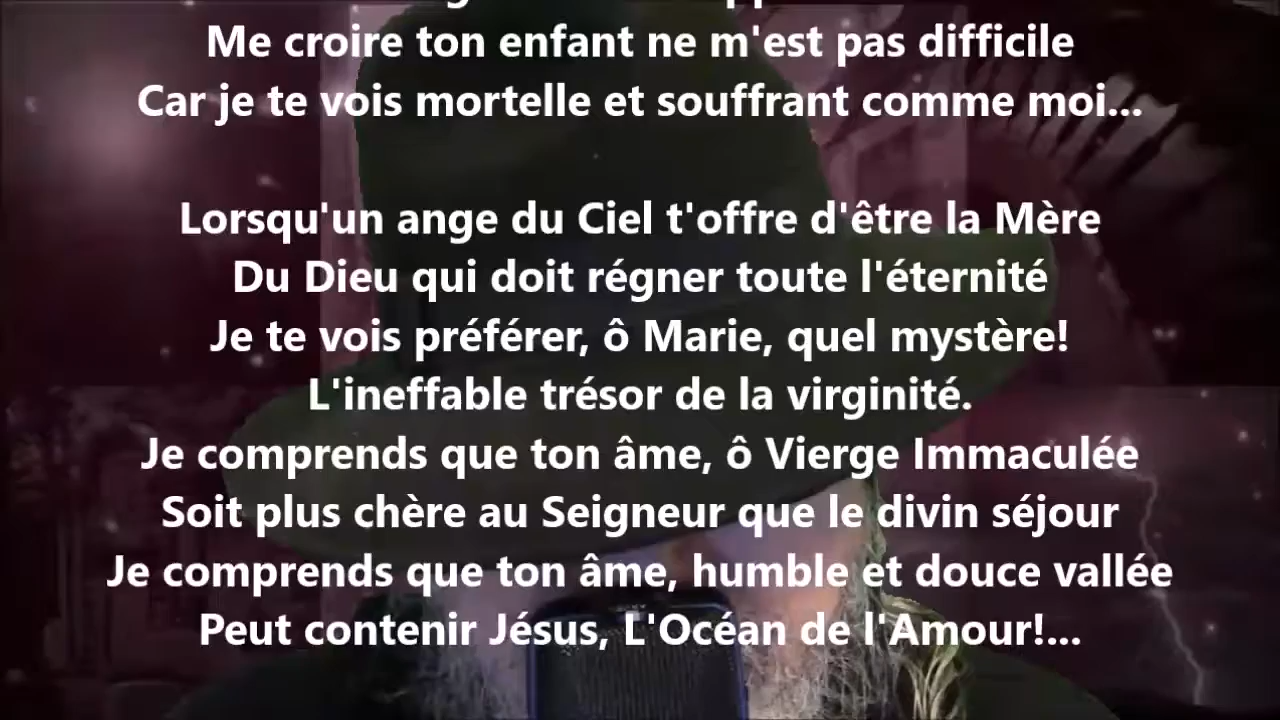 Me croire ton enfant ne m'est pas difficile
Car je te vois mortelle et souffrant comme moi...
Lorsqu'un ange du Ciel t'offre d'être la Mère
Du Dieu qui doit régner toute l'éternité
Je te vois préférer, ô Marie, quel mystère!
L'ineffable trésor de la virginité.
Je comprends que ton âme, ô Vierge Immaculée
Soit plus chère au Seigneur que le divin séjour
Je comprends que ton âme, humble et douce vallée
Peut contenir Jésus, L'Océan de l'Amour!...